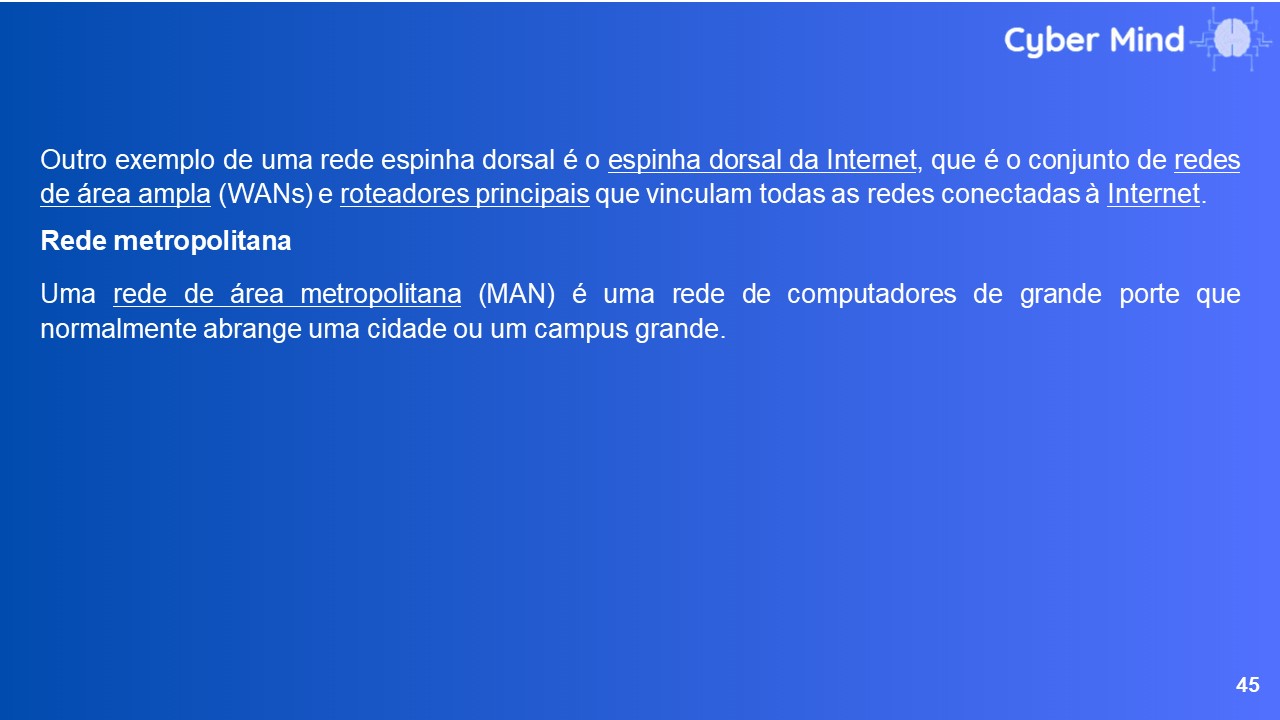 Cyber Mind
Outro exemplo de uma rede espinha dorsal é o espinha dorsal da Internet, que é o conjunto de redes
de área ampla (WANs) e roteadores principais que vinculam todas as redes conectadas à Internet.
Rede metropolitana
Uma rede de área metropolitana (MAN) é uma rede de computadores de grande porte que
normalmente abrange uma cidade ou um campus grande.
45